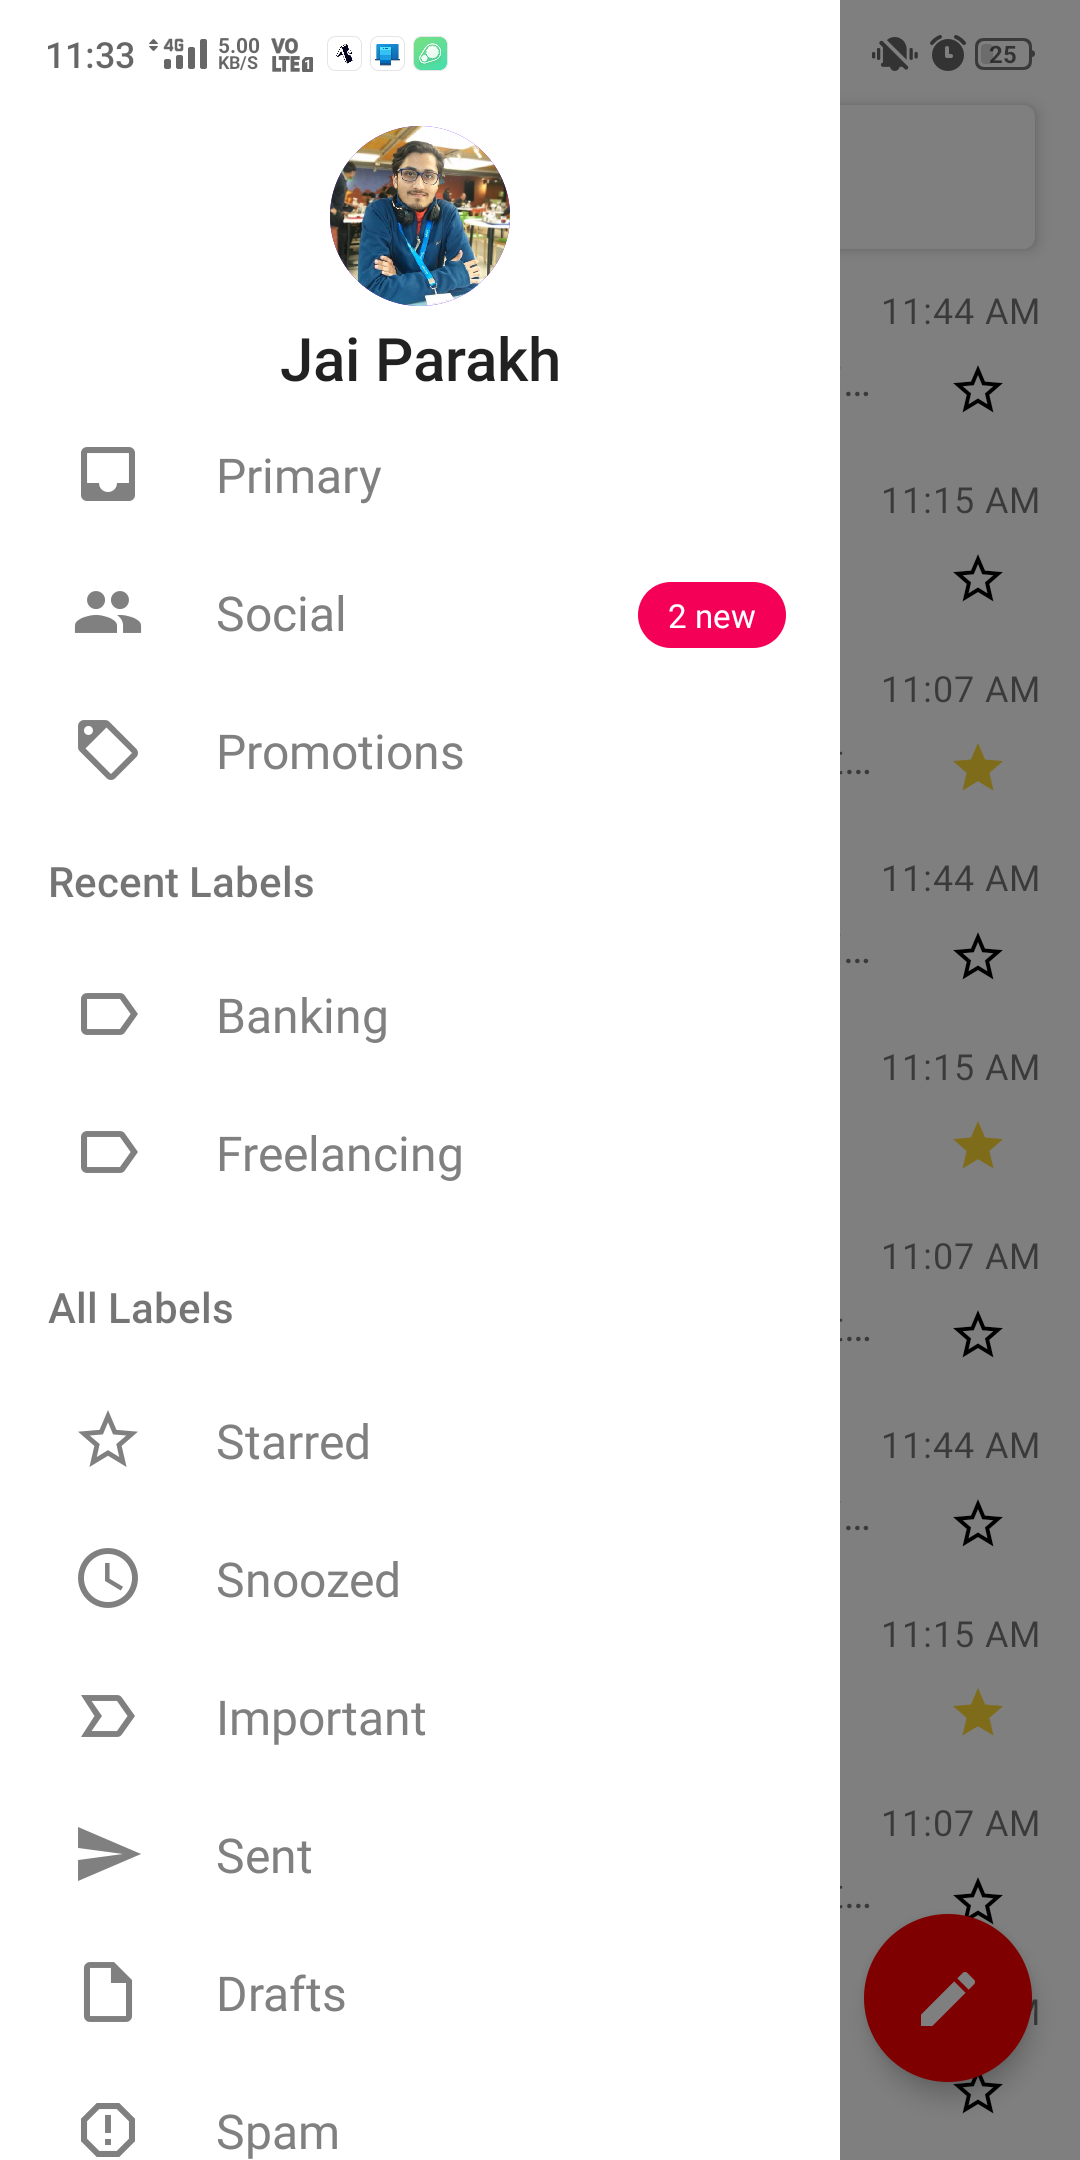 11:33 4G 5.00 KB/S VO LTE 1 25
Jai Parakh
11:44 AM
...
Primary
11:15 AM
Social
2 new
11:07 AM
Promotions
...
Recent Labels
11:44 AM
...
Banking
11:15 AM
Freelancing
11:07 AM
All Labels
...
Starred
11:44 AM
...
Snoozed
11:15 AM
Important
11:07 AM
Sent
...
Drafts
Spam